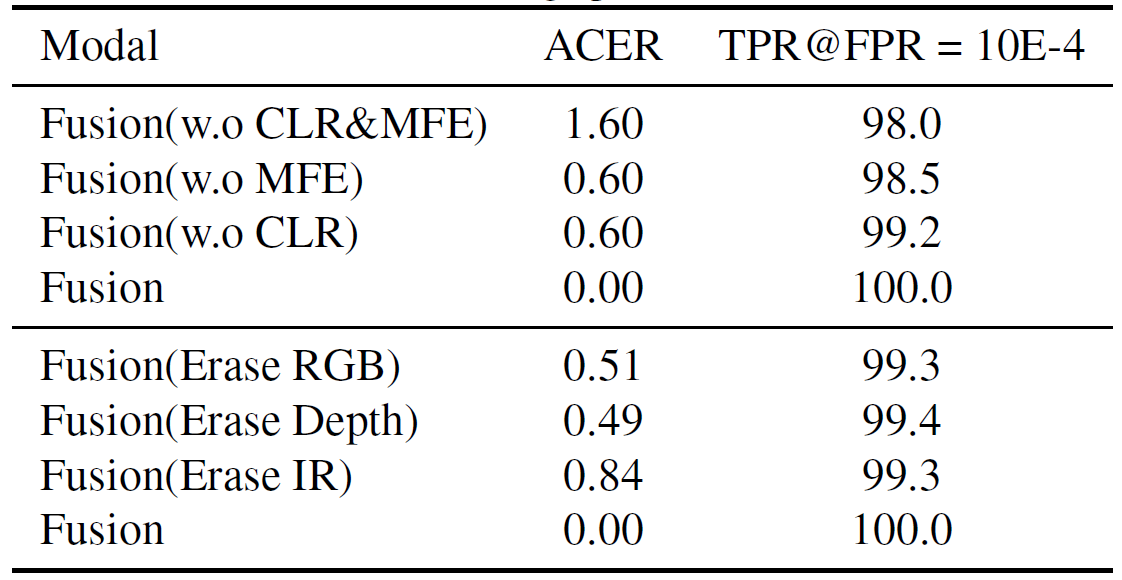 Modal ACER TPR@FPR = 10E-4
Fusion(w.o CLR&MFE) 1.60 98.0
Fusion(w.o MFE) 0.60 98.5
Fusion(w.o CLR) 0.60 99.2
Fusion 0.00 100.0
Fusion(Erase RGB) 0.51 99.3
Fusion(Erase Depth) 0.49 99.4
Fusion(Erase IR) 0.84 99.3
Fusion 0.00 100.0